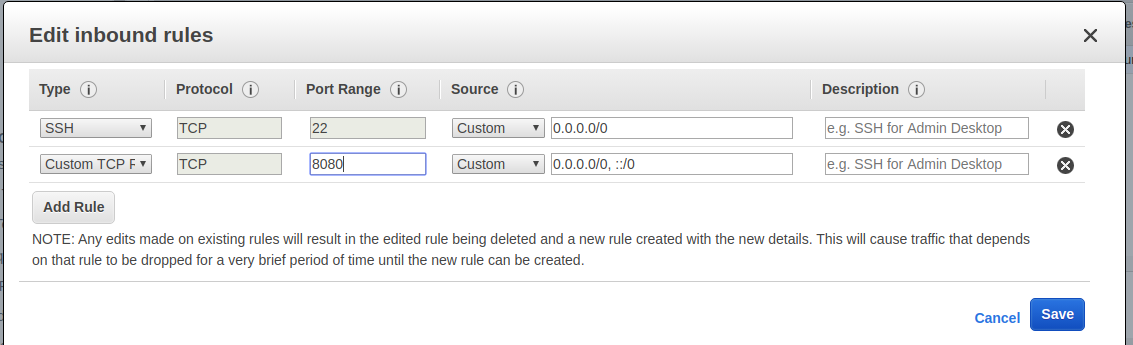 Edit inbound rules
Type Protocol Port Range Source Description
SSH TCP 22 Custom 0.0.0.0/0 e.g. SSH for Admin Desktop
Custom TCP F TCP 8080 Custom 0.0.0.0/0, ::/0 e.g. SSH for Admin Desktop
Add Rule
NOTE: Any edits made on existing rules will result in the edited rule being deleted and a new rule created with the new details. This will cause traffic that depends
on that rule to be dropped for a very brief period of time until the new rule can be created.
Cancel Save